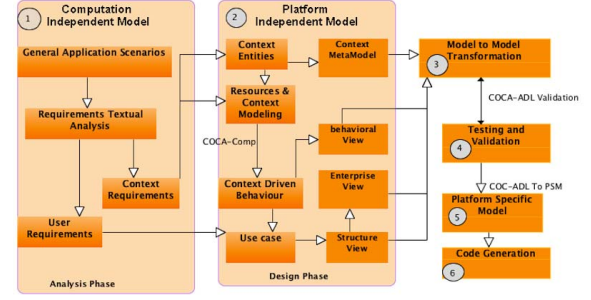 1
Computation
Independent Model
General Application Scenarios
Requirements Textual
Analysis
Context
Requirements
User
Requirements
Analysis Phase
2
Platform
Independent Model
Context
Entities
Context
MetaModel
Resources &
Context
Modeling
COCA-Comp
behavioral
View
Enterprise
View
Context Driven
Behaviour
Use case
Structure
View
Design Phase
Model to Model
Transformation
3
COCA-ADL Validation
Testing and
Validation
4
COC-ADL To PSM
Platform Specific
Model
5
Code Generation
6